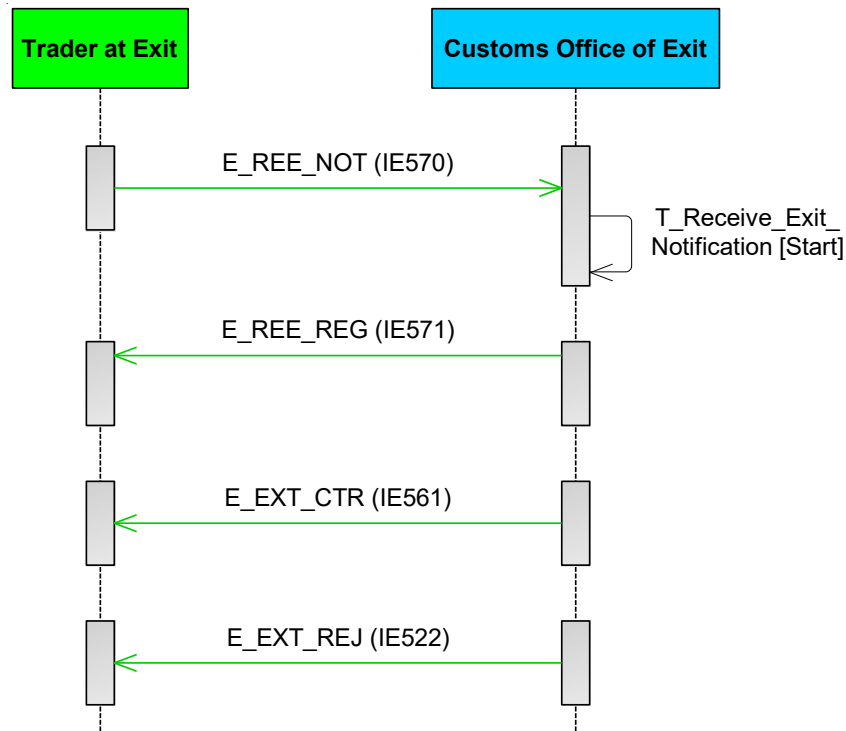 Trader at Exit
Customs Office of Exit
E_REE_NOT (IE570)
T_Receive_Exit_
Notification [Start]
E_REE_REG (IE571)
E_EXT_CTR (IE561)
E_EXT_REJ (IE522)